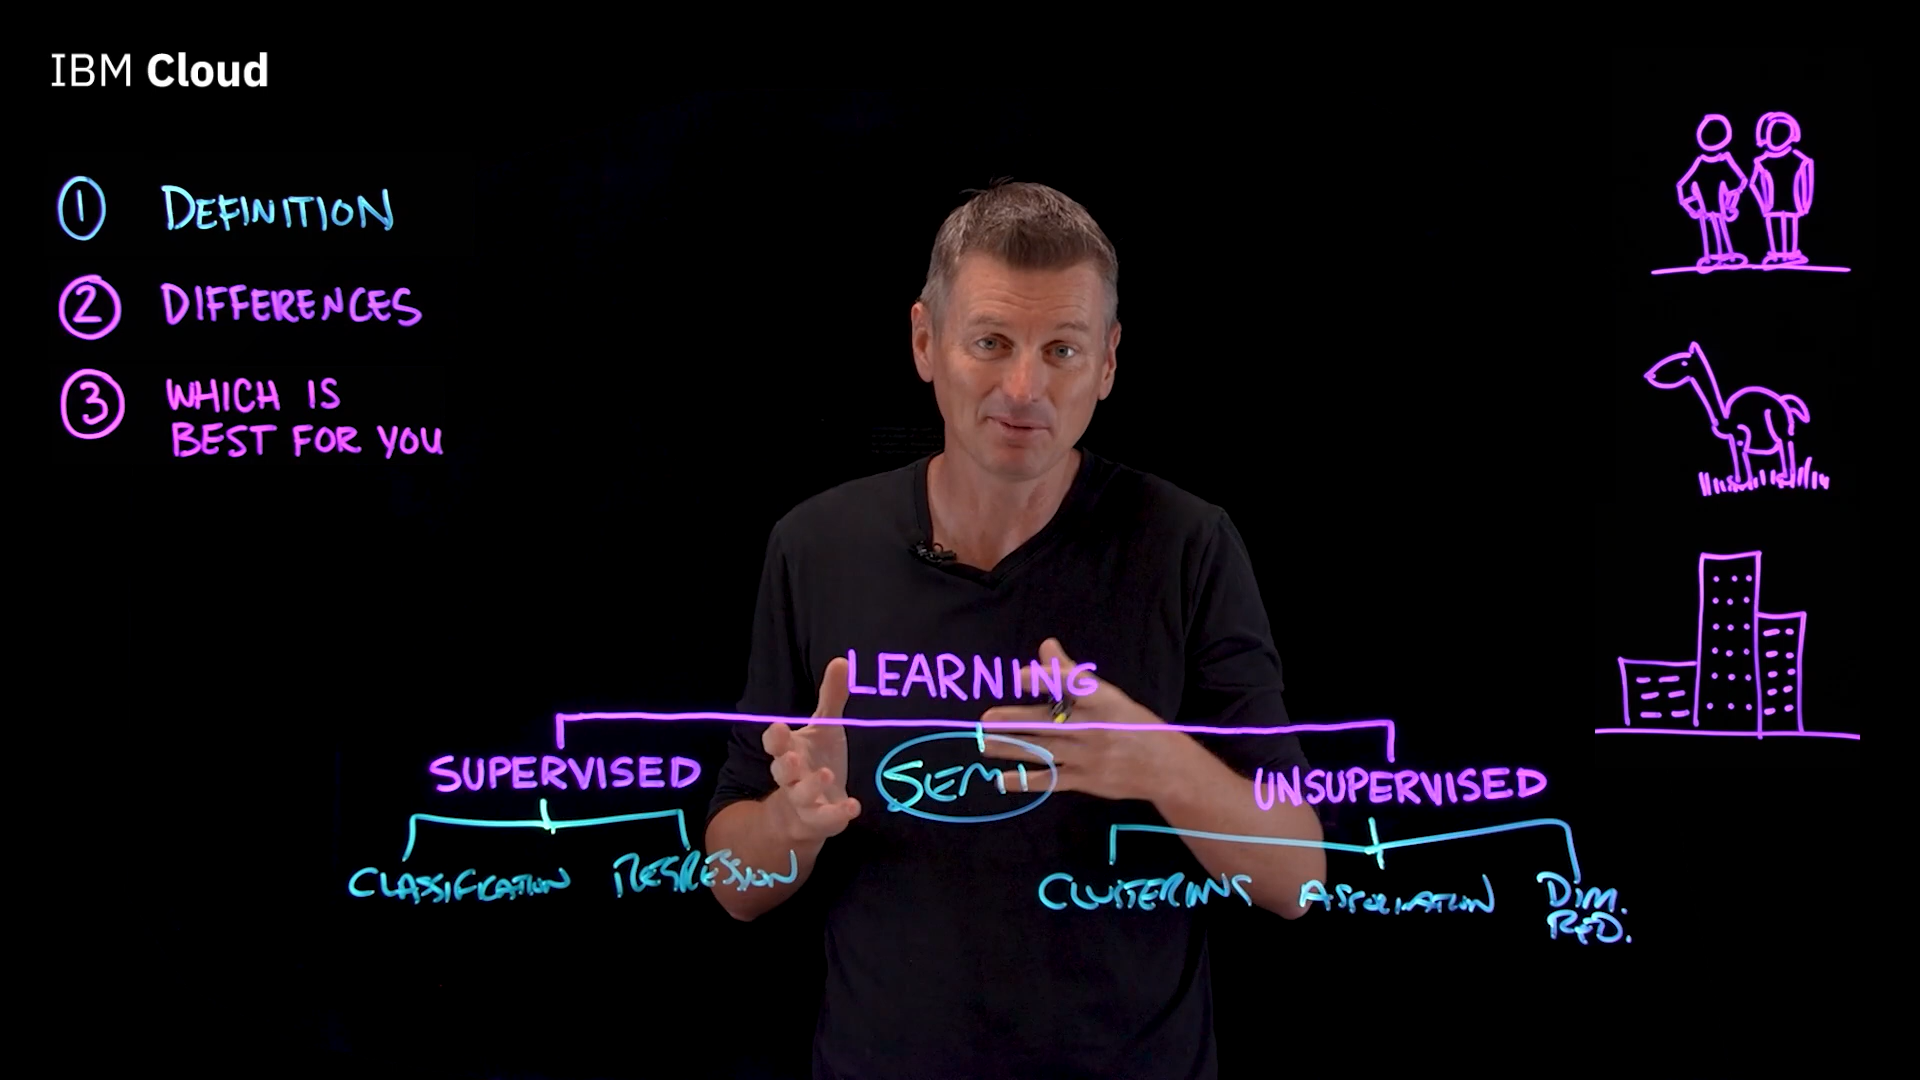 IBM Cloud
1 DEFINITION
2 DIFFERENCES
3 WHICH IS
BEST FOR YOU
LEARNING
SUPERVISED
SEMI
UNSUPERVISED
CLASSIFICATION
REGRESSION
CLUSTERING
ASSOCIATION
DIM.
RED.